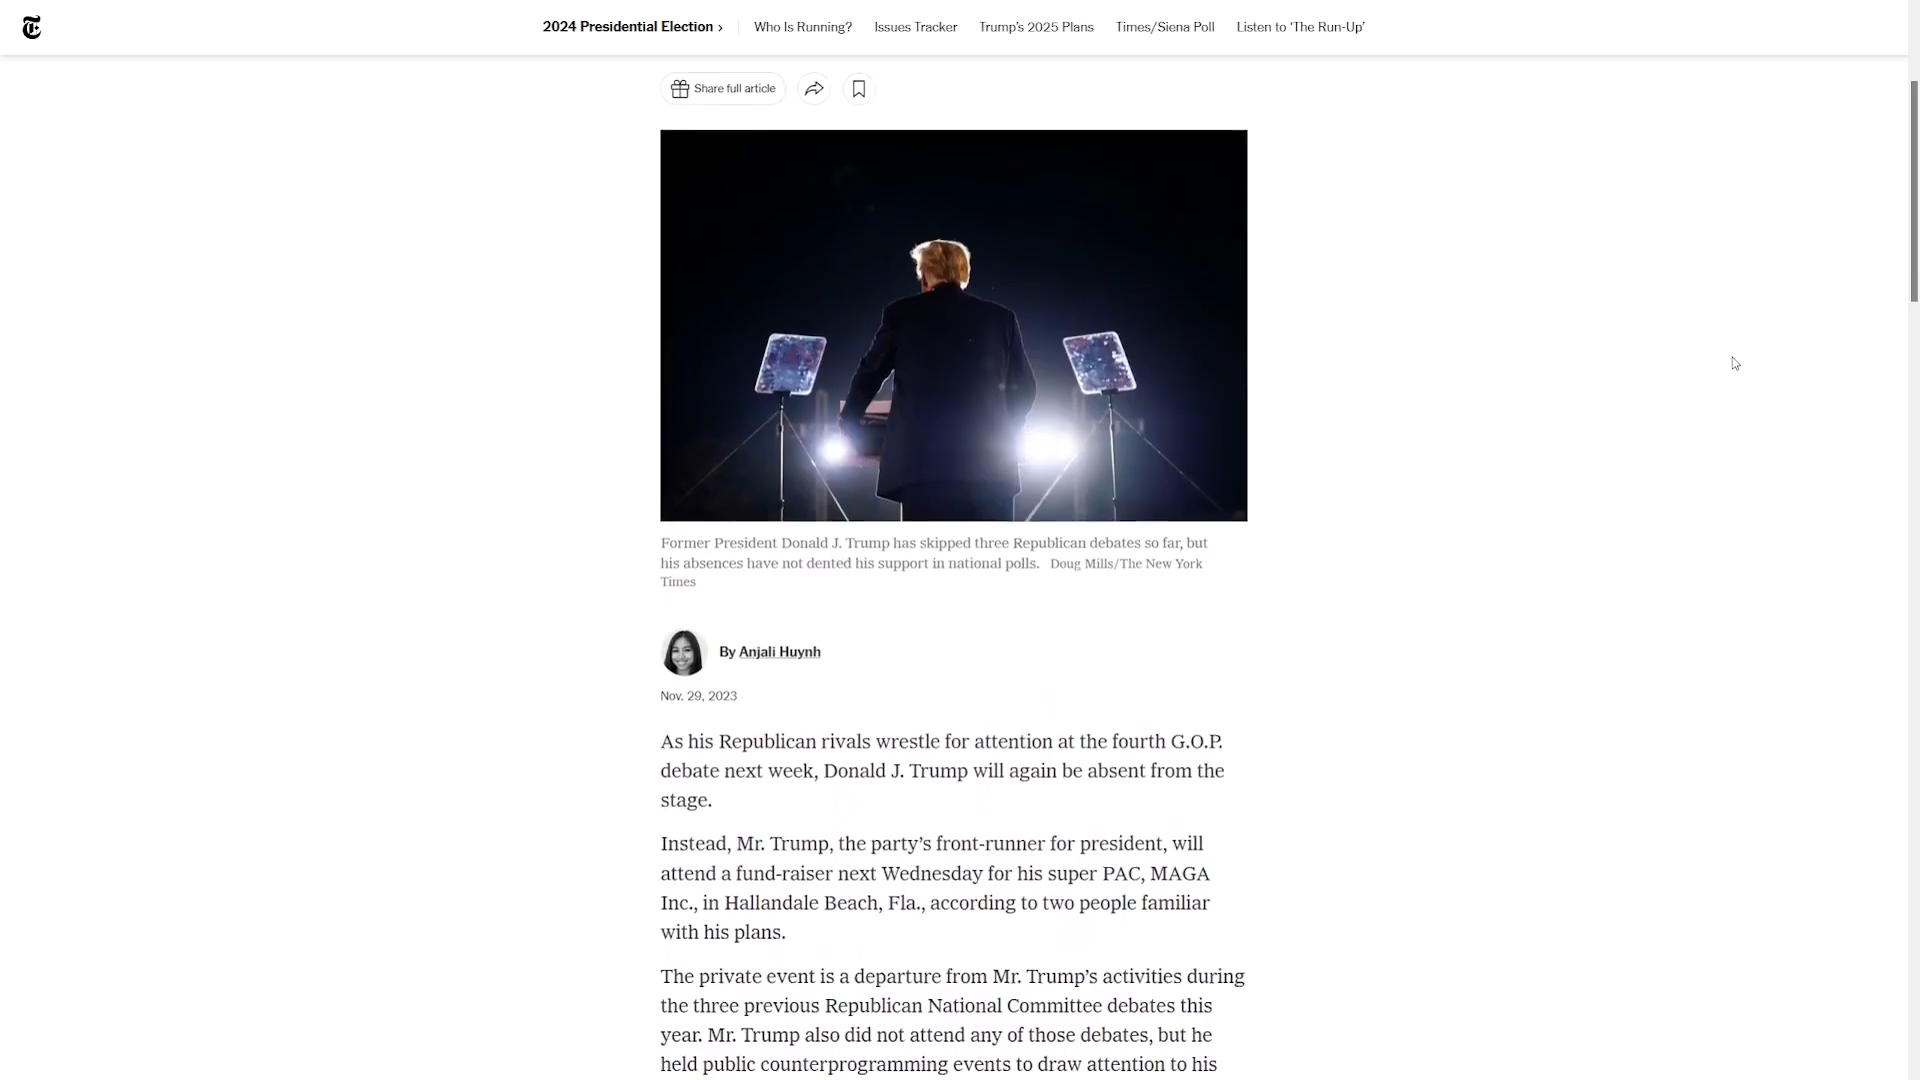 2024 Presidential Election › Who Is Running? Issues Tracker Trump’s 2025 Plans Times/Siena Poll Listen to ‘The Run-Up’
Share full article
Former President Donald J. Trump has skipped three Republican debates so far, but
his absences have not dented his support in national polls. Doug Mills/The New York
Times
By Anjali Huynh
Nov. 29, 2023
As his Republican rivals wrestle for attention at the fourth G.O.P.
debate next week, Donald J. Trump will again be absent from the
stage.
Instead, Mr. Trump, the party’s front-runner for president, will
attend a fund-raiser next Wednesday for his super PAC, MAGA
Inc., in Hallandale Beach, Fla., according to two people familiar
with his plans.
The private event is a departure from Mr. Trump’s activities during
the three previous Republican National Committee debates this
year. Mr. Trump also did not attend any of those debates, but he
held public counterprogramming events to draw attention to his